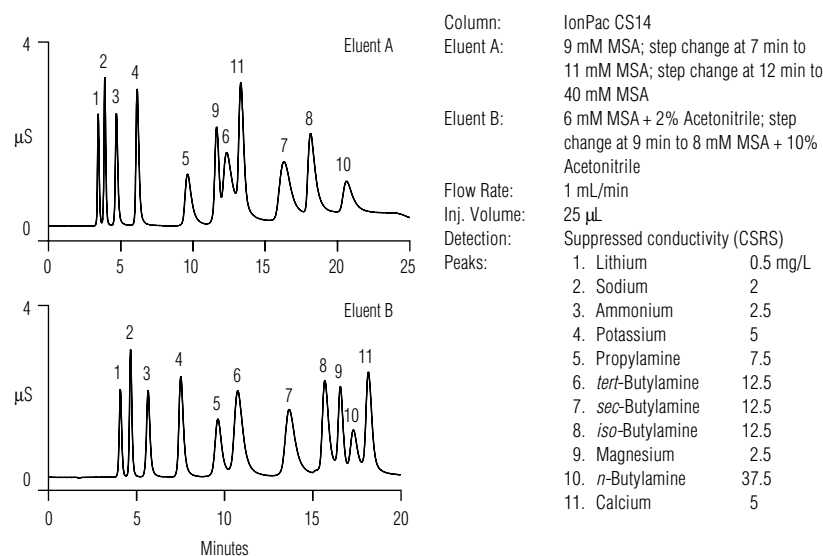 4
Eluent A
2
11
4
1
3
9
8
μS
6
7
5
10
0
0 5 10 15 20 25
4
Eluent B
2
11
8
1
3
4
9
6
μS
7
5
10
0
0 5 10 15 20
Minutes
Column: IonPac CS14
Eluent A: 9 mM MSA; step change at 7 min to
11 mM MSA; step change at 12 min to
40 mM MSA
Eluent B: 6 mM MSA + 2% Acetonitrile; step
change at 9 min to 8 mM MSA + 10%
Acetonitrile
Flow Rate: 1 mL/min
Inj. Volume: 25 μL
Detection: Suppressed conductivity (CSRS)
Peaks: 1. Lithium 0.5 mg/L
2. Sodium 2
3. Ammonium 2.5
4. Potassium 5
5. Propylamine 7.5
6. tert-Butylamine 12.5
7. sec-Butylamine 12.5
8. iso-Butylamine 12.5
9. Magnesium 2.5
10. n-Butylamine 37.5
11. Calcium 5